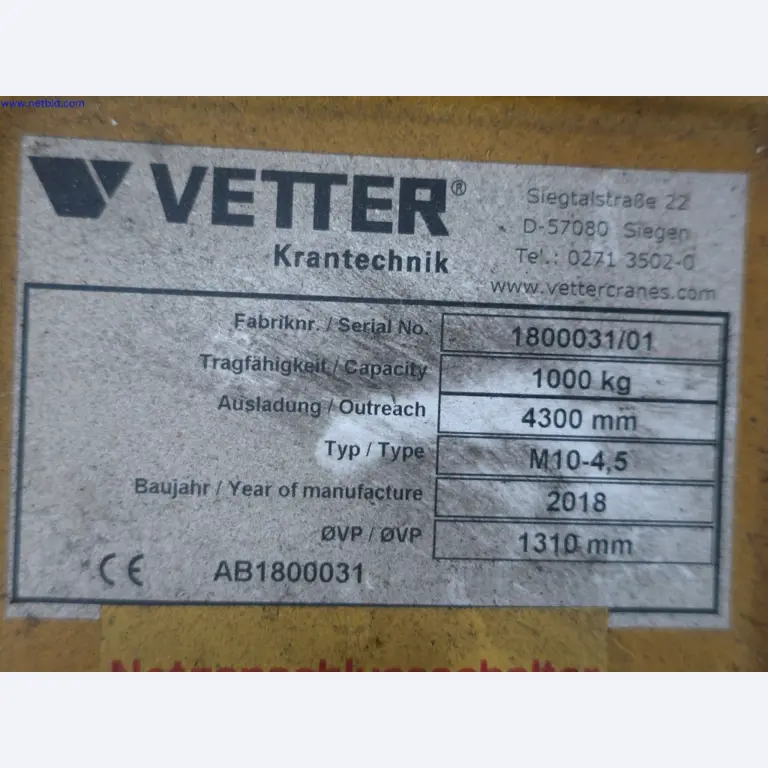 www.netbid.com
VETTER®
Krantechnik
Siegtalstraße 22
D-57080 Siegen
Tel.: 0271 3502-0
www.vettercranes.com
Fabriknr. / Serial No. 1800031/01
Tragfähigkeit / Capacity 1000 kg
Ausladung / Outreach 4300 mm
Typ / Type M10-4,5
Baujahr / Year of manufacture 2018
ØVP / ØVP 1310 mm
CE AB1800031
Netzanschlussschalter